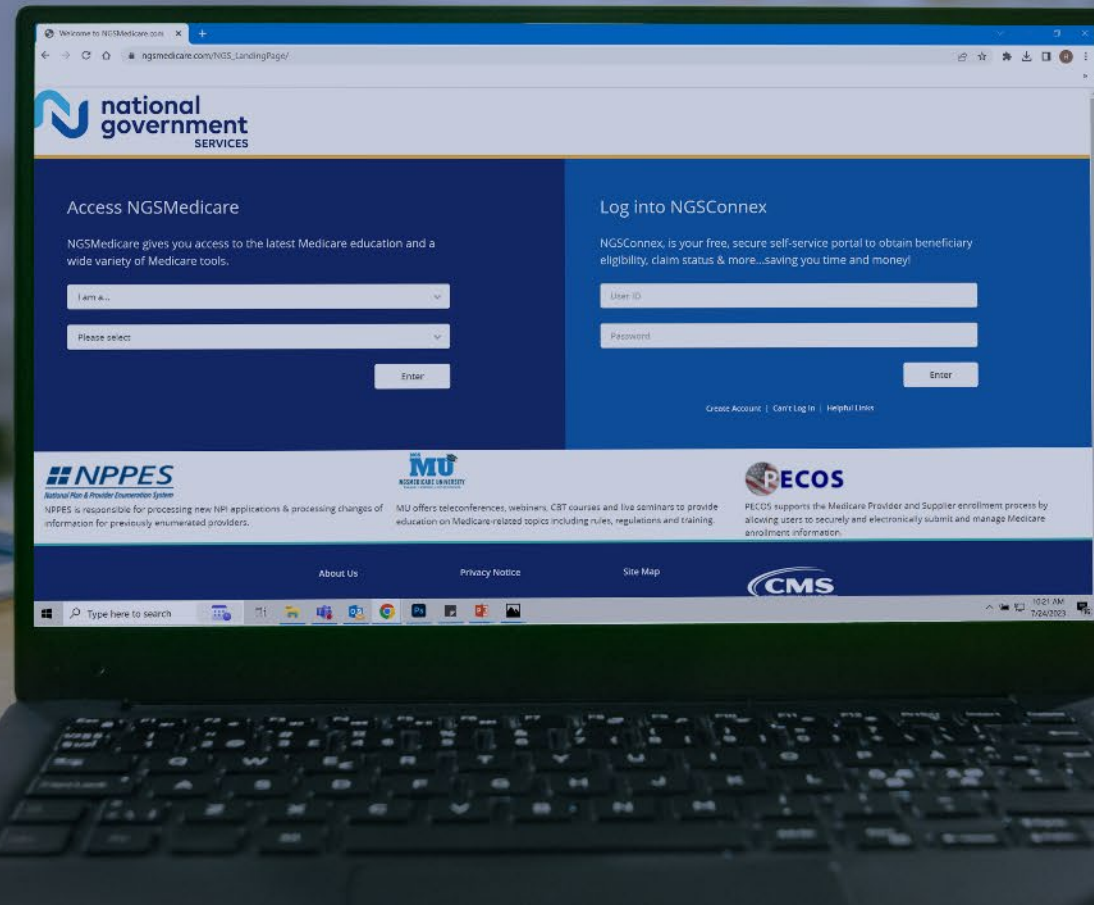 Welcome to NGSMedicare.com
ngsmedicare.com/NGS_LandingPage/
national
government
SERVICES
Access NGSMedicare
NGSMedicare gives you access to the latest Medicare education and a
wide variety of Medicare tools.
I am a...
Please select
Enter
Log into NGSConnex
NGSConnex, is your free, secure self-service portal to obtain beneficiary
eligibility, claim status & more...saving you time and money!
User ID
Password
Enter
Create Account | Can't Log In | Helpful Links
NPPES
National Plan & Provider Enumeration System
NPPES is responsible for processing new NPI applications & processing changes of
information for previously enumerated providers.
MU
NGSMEDICARE UNIVERSITY
MU offers teleconferences, webinars, CBT courses and live seminars to provide
education on Medicare-related topics including rules, regulations and training.
PECOS
PECOS supports the Medicare Provider and Supplier enrollment process by
allowing users to securely and electronically submit and manage Medicare
enrollment information.
About Us
Privacy Notice
Site Map
CMS
Type here to search
10:21 AM
7/24/2023